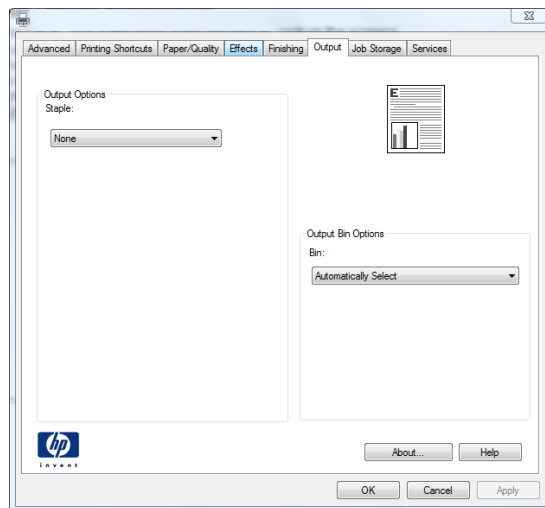 Advanced Printing Shortcuts Paper/Quality Effects Finishing Output Job Storage Services
Output Options
Staple:
None
E
Output Bin Options
Bin:
Automatically Select
hp
invent
About... Help
OK Cancel Apply